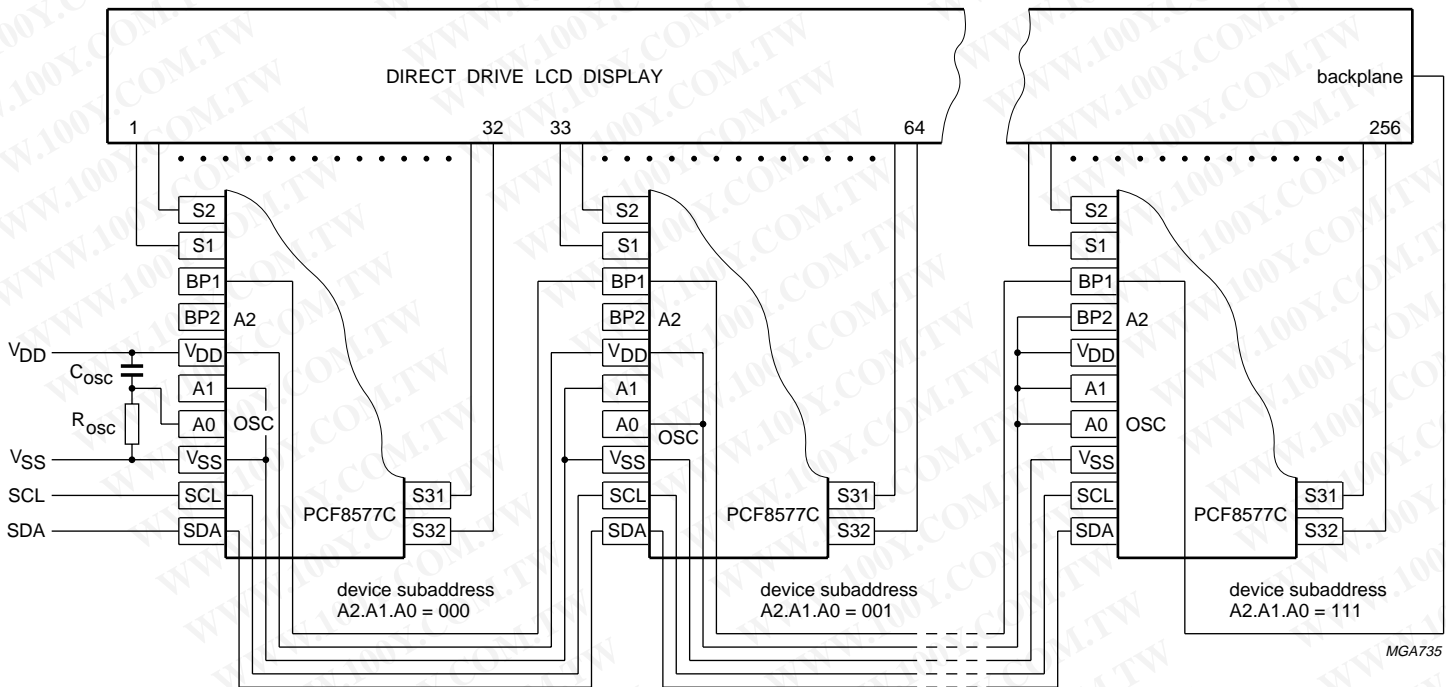 DIRECT DRIVE LCD DISPLAY
backplane
1
32
33
64
256
S2
S1
BP1
BP2 A2
VDD
A1
A0 OSC
VSS
SCL
SDA
S31
S32
PCF8577C
VDD
Cosc
Rosc
VSS
SCL
SDA
device subaddress
A2.A1.A0 = 000
S2
S1
BP1
BP2 A2
VDD
A1
A0 OSC
VSS
SCL
SDA
S31
S32
PCF8577C
device subaddress
A2.A1.A0 = 001
S2
S1
BP1
BP2 A2
VDD
A1
A0 OSC
VSS
SCL
SDA
S31
S32
PCF8577C
device subaddress
A2.A1.A0 = 111
MGA735
WWW.100Y.COM.TW